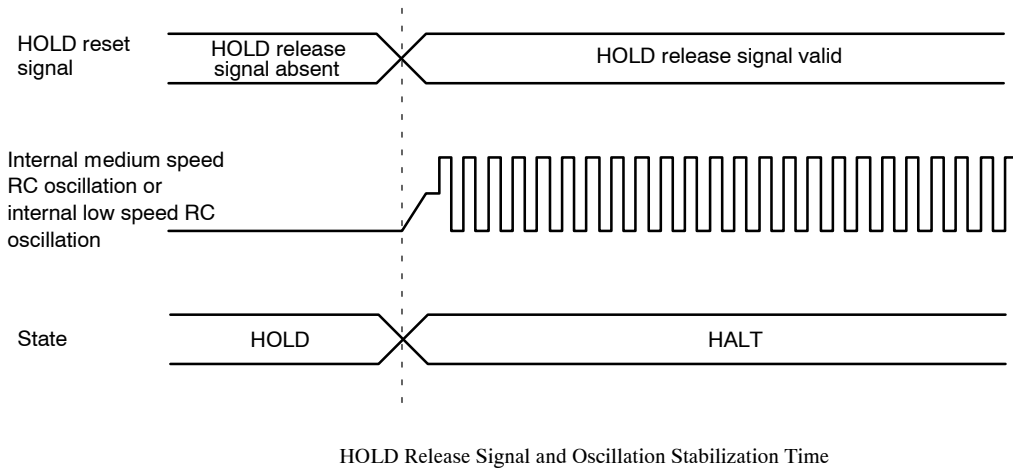 HOLD reset
signal
HOLD release
signal absent
HOLD release signal valid
Internal medium speed
RC oscillation or
internal low speed RC
oscillation
State
HOLD
HALT
HOLD Release Signal and Oscillation Stabilization Time